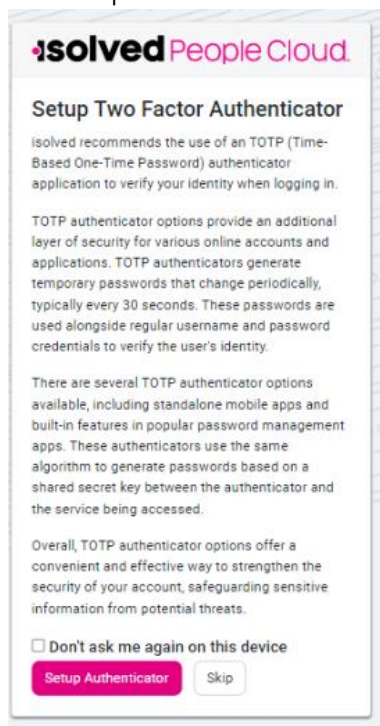 isolved People Cloud
Setup Two Factor Authenticator
isolved recommends the use of an TOTP (Time-
Based One-Time Password) authenticator
application to verify your identity when logging in.
TOTP authenticator options provide an additional
layer of security for various online accounts and
applications. TOTP authenticators generate
temporary passwords that change periodically,
typically every 30 seconds. These passwords are
used alongside regular username and password
credentials to verify the user's identity.
There are several TOTP authenticator options
available, including standalone mobile apps and
built-in features in popular password management
apps. These authenticators use the same
algorithm to generate passwords based on a
shared secret key between the authenticator and
the service being accessed.
Overall, TOTP authenticator options offer a
convenient and effective way to strengthen the
security of your account, safeguarding sensitive
information from potential threats.
Don't ask me again on this device
Setup Authenticator Skip